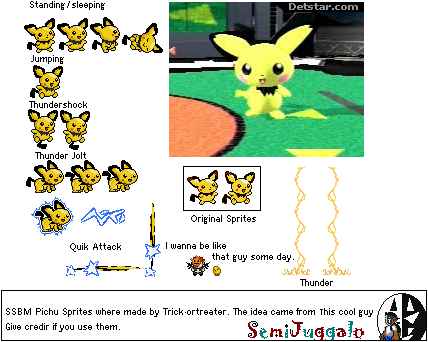 Standing/sleeping
Detstar.com
Jumping
Thundershock
Thunder Jolt
Original Sprites
Quik Attack
I wanna be like
that guy some day.
Thunder
SSBM Pichu Sprites where made by Trick-ortreater. The idea came from this cool guy
Give credir if you use them.
SemiJuggalo